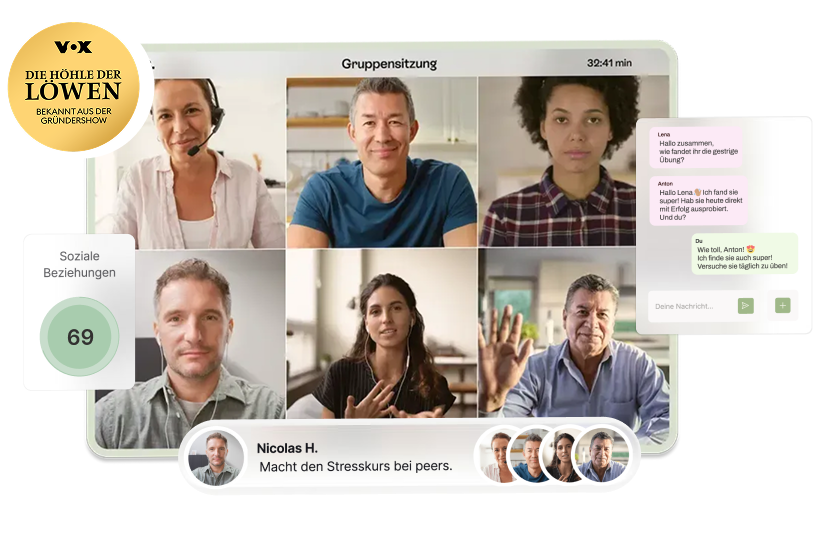 VOX
DIE HÖHLE DER
LÖWEN
BEKANNT AUS DER
GRÜNDERSHOW
Gruppensitzung
32:41 min
Lena
Hallo zusammen,
wie fandet ihr die gestrige
Übung?
Anton
Hallo Lena 👋🏼 Ich fand sie
super! Hab sie heute direkt
mit Erfolg ausprobiert.
Und du?
Du
Wie toll, Anton! 😍
Ich finde sie auch super!
Versuche sie täglich zu üben!
Deine Nachricht...
Soziale
Beziehungen
69
Nicolas H.
Macht den Stresskurs bei peers.